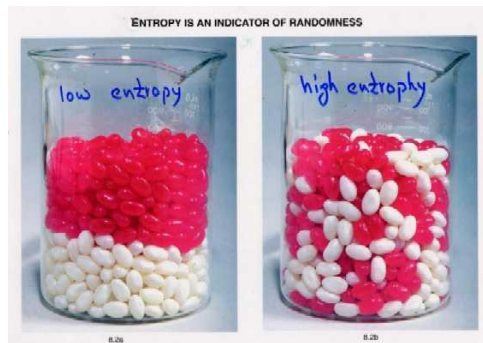 ENTROPY IS AN INDICATOR OF RANDOMNESS
low entropy
high entrophy
8.2a
8.2b